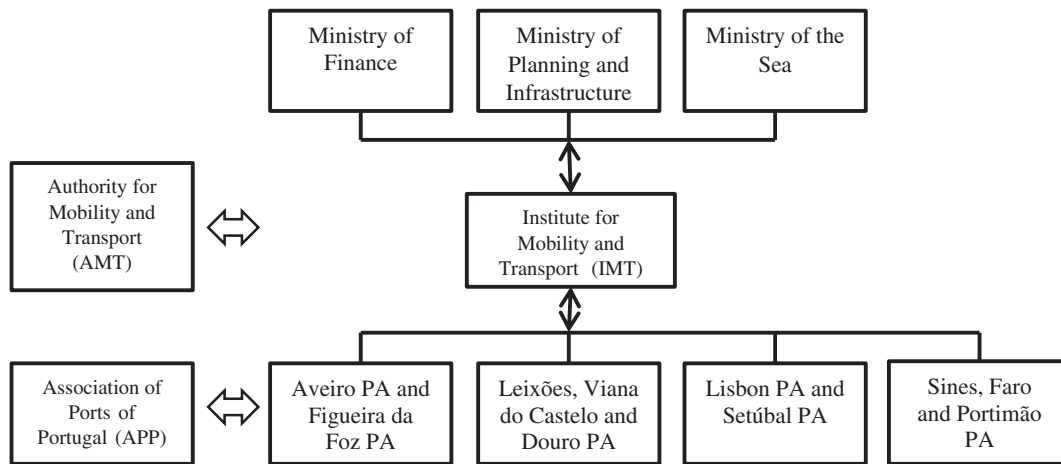 Ministry of
Finance
Ministry of
Planning and
Infrastructure
Ministry of the
Sea
Authority for
Mobility and
Transport
(AMT)
Institute for
Mobility and
Transport (IMT)
Association of
Ports of
Portugal (APP)
Aveiro PA and
Figueira da
Foz PA
Leixões, Viana
do Castelo and
Douro PA
Lisbon PA and
Setúbal PA
Sines, Faro
and Portimão
PA